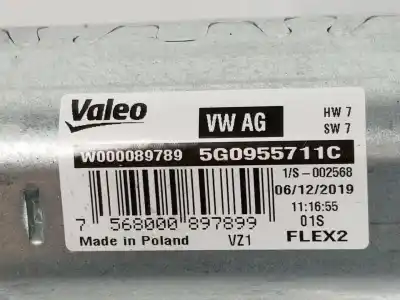 Valeo
VW AG
HW 7
SW 7
W000089789 5G0955711C
1/S-002568
06/12/2019
11:16:55
7 568000 897899
01S
Made in Poland VZ1 FLEX2